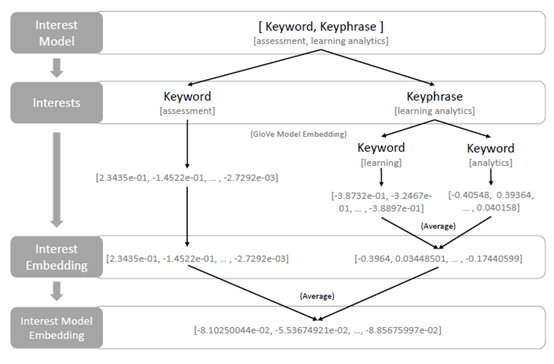 Interest
Model
[ Keyword, Keyphrase ]
[assessment, learning analytics]
Interests
Keyword
[assessment]
Keyphrase
[learning analytics]
(GloVe Model Embedding)
Keyword
[learning]
Keyword
[analytics]
[2.3435e-01, -1.4522e-01, ... , -2.7292e-03]
[-3.8732e-01, -3.2467e-
01, ... , -3.8897e-01]
[-0.40548, 0.39364,
... , 0.040158]
(Average)
Interest
Embedding
[2.3435e-01, -1.4522e-01, ... , -2.7292e-03]
[-0.3964, 0.03448501, ... , -0.17440599]
(Average)
Interest Model
Embedding
[-8.10250044e-02, -5.53674921e-02, ..., -8.85675997e-02]